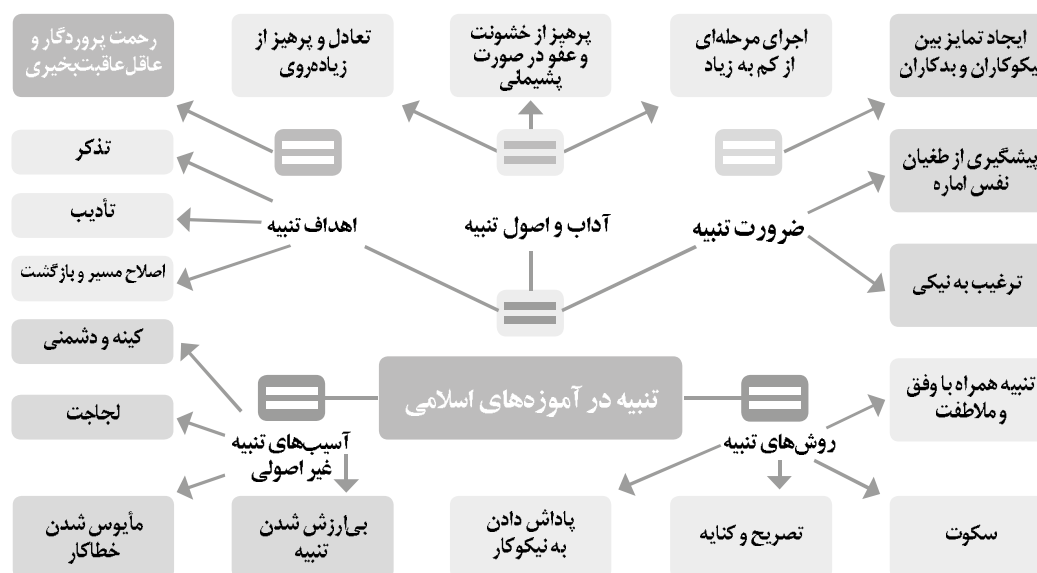 ایجاد تمایز بین
نیکوکاران و بدکاران
اجرای مرحله‌ای
از کم به زیاد
پرهیز از خشونت
و عفو در صورت
پشیمانی
تعادل و پرهیز از
زیاده‌روی
رحمت پروردگار و
عاقل‌عاقبت‌بخیری
پیشگیری از طغیان
نفس اماره
ترغیب به نیکی
تذکر
تأدیب
اصلاح مسیر و بازگشت
ضرورت تنبیه
آداب و اصول تنبیه
اهداف تنبیه
تنبیه در آموزه‌های اسلامی
تنبیه همراه با وفق
و ملاطفت
روش‌های تنبیه
سکوت
تصریح و کنایه
پاداش دادن
به نیکوکار
آسیب‌های تنبیه
غیر اصولی
کینه و دشمنی
لجاجت
بی‌ارزش شدن
تنبیه
مأیوس شدن
خطاکار